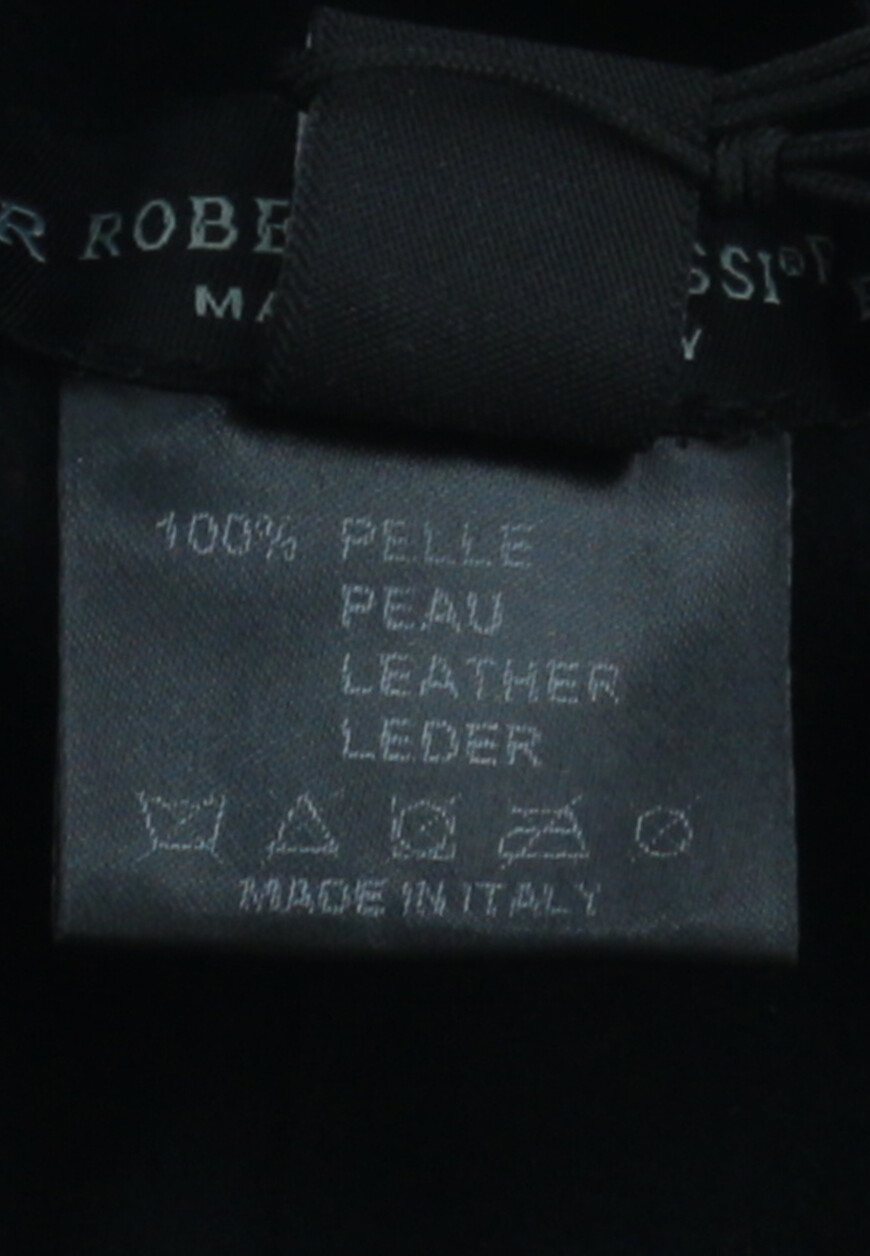 R ROBE SSI®
MA Y
100% PELLE
PEAU
LEATHER
LEDER
MADE IN ITALY